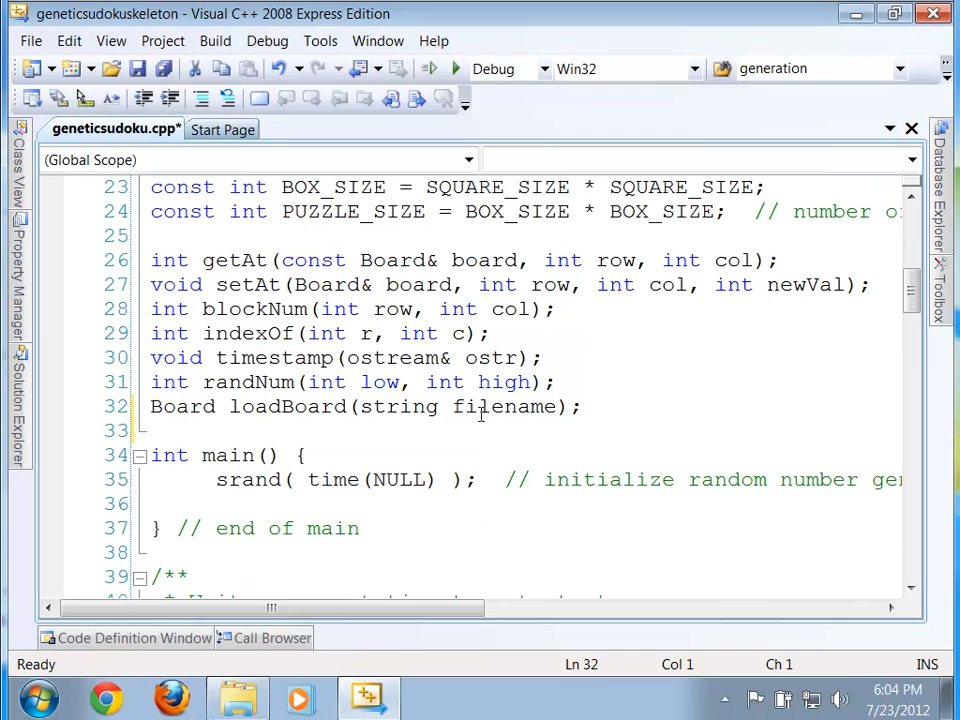 geneticsudokuskeleton - Visual C++ 2008 Express Edition
File Edit View Project Build Debug Tools Window Help
Debug Win32 generation
geneticsudoku.cpp* Start Page
(Global Scope)
Class View
Property Manager
Solution Explorer
Database Explorer
Toolbox
23 const int BOX_SIZE = SQUARE_SIZE * SQUARE_SIZE;
24 const int PUZZLE_SIZE = BOX_SIZE * BOX_SIZE; // number of
25
26 int getAt(const Board& board, int row, int col);
27 void setAt(Board& board, int row, int col, int newVal);
28 int blockNum(int row, int col);
29 int indexOf(int r, int c);
30 void timestamp(ostream& ostr);
31 int randNum(int low, int high);
32 Board loadBoard(string filename);
33
34 int main() {
35 srand( time(NULL) ); // initialize random number gen
36
37 } // end of main
38
39 /**
Code Definition Window Call Browser
Ready Ln 32 Col 1 Ch 1 INS
6:04 PM
7/23/2012